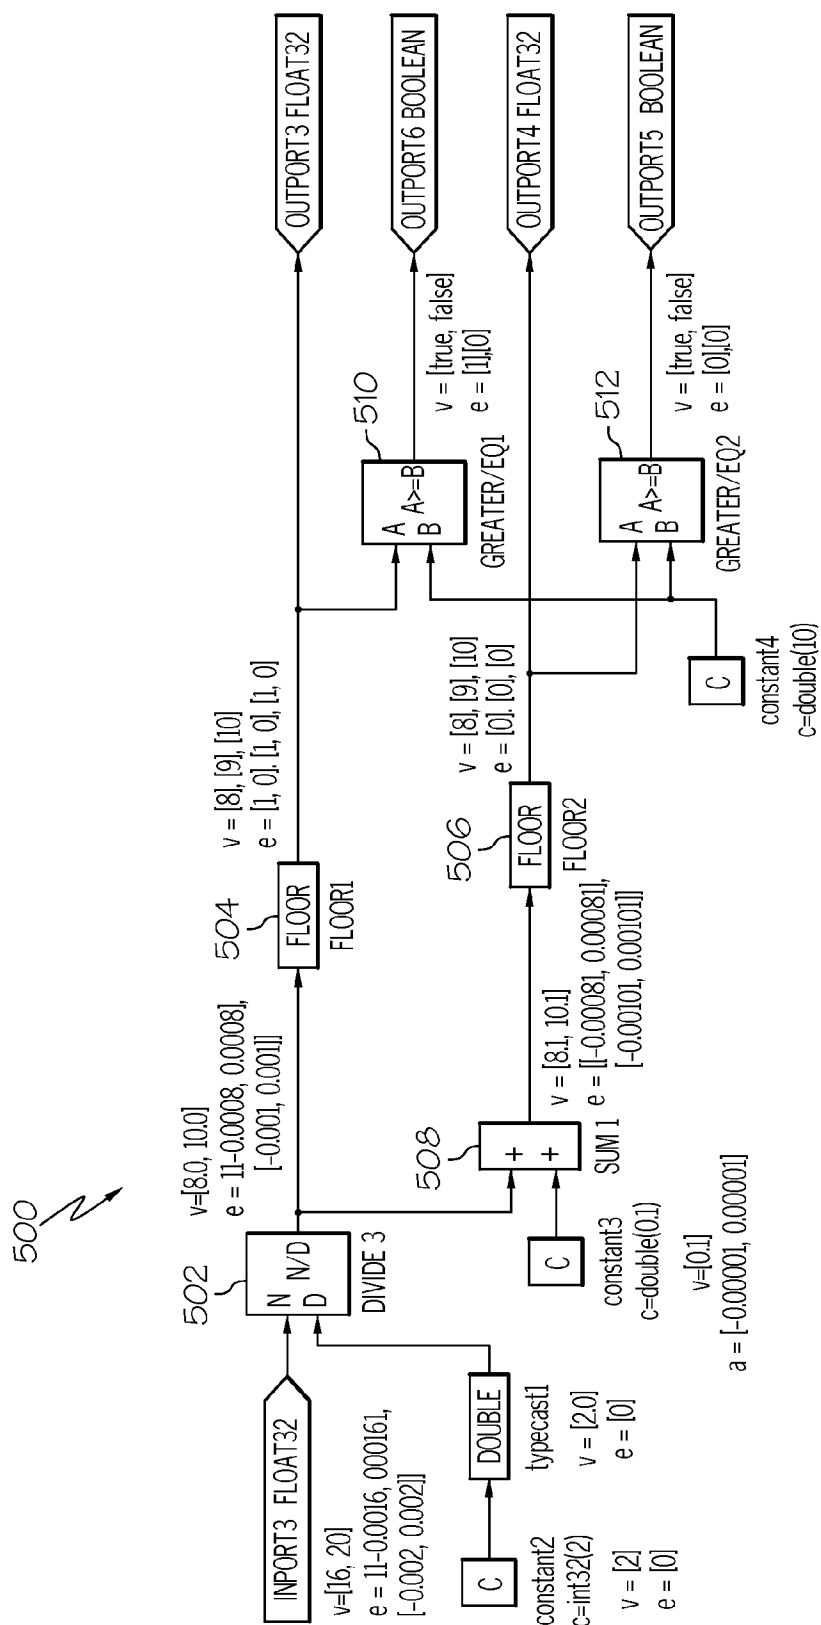 500
INPORT3 FLOAT32
v=[16, 20]
e = 11-0.0016, 000161,
[-0.002, 0.002]]
C
constant2
c=int32(2)
v = [2]
e = [0]
DOUBLE
typecast1
v = [2.0]
e = [0]
502
N
D
N/D
DIVIDE 3
v=[8.0, 10.0]
e = 11-0.0008, 0.0008],
[-0.001, 0.001]]
C
constant3
c=double(0.1)
v=[0.1]
a = [-0.00001, 0.00001]
508
+
+
SUM 1
v = [8.1, 10.1]
e = [[-0.00081, 0.00081]],
[-0.00101, 0.00101]]
504
FLOOR
FLOOR1
v = [8], [9], [10]
e = [1, 0]. [1, 0], [1, 0]
506
FLOOR
FLOOR2
v = [8], [9], [10]
e = [0]. [0], [0]
C
constant4
c=double(10)
510
A
B
A>=B
GREATER/EQ1
v = [true, false]
e = [1],[0]
512
A
B
A>=B
GREATER/EQ2
v = [true, false]
e = [0],[0]
OUTPORT3 FLOAT32
OUTPORT6 BOOLEAN
OUTPORT4 FLOAT32
OUTPORT5 BOOLEAN